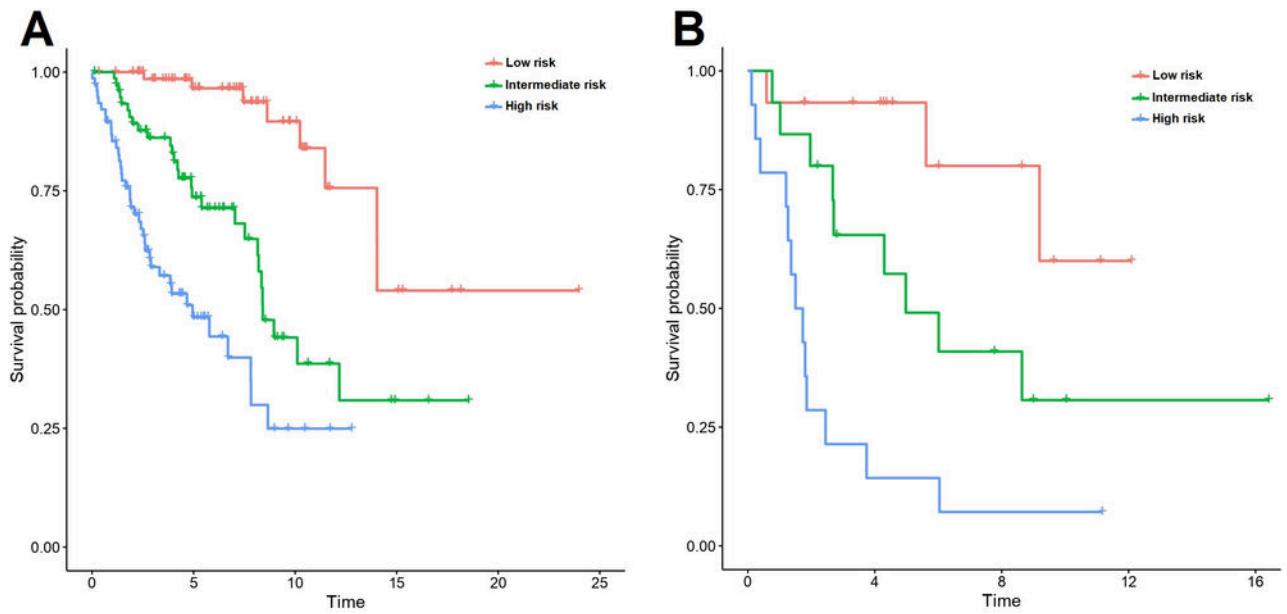 A
Survival probability
1.00
0.75
0.50
0.25
0.00
Low risk
Intermediate risk
High risk
0 5 10 15 20 25
Time
B
Survival probability
1.00
0.75
0.50
0.25
0.00
Low risk
Intermediate risk
High risk
0 4 8 12 16
Time